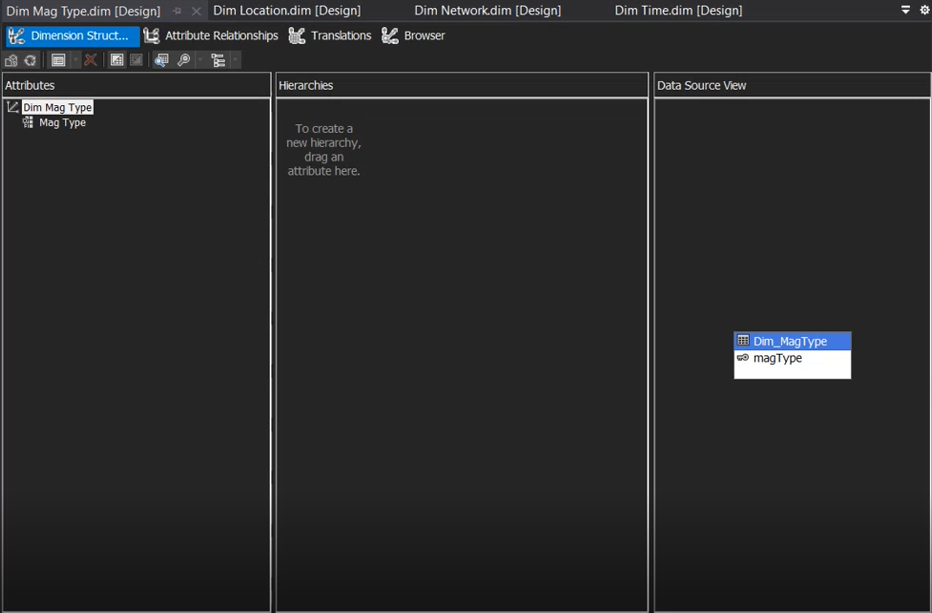 Dim Mag Type.dim [Design]
Dim Location.dim [Design]
Dim Network.dim [Design]
Dim Time.dim [Design]
Dimension Struct...
Attribute Relationships
Translations
Browser
Attributes
Dim Mag Type
Mag Type
Hierarchies
To create a
new hierarchy,
drag an
attribute here.
Data Source View
Dim_MagType
magType